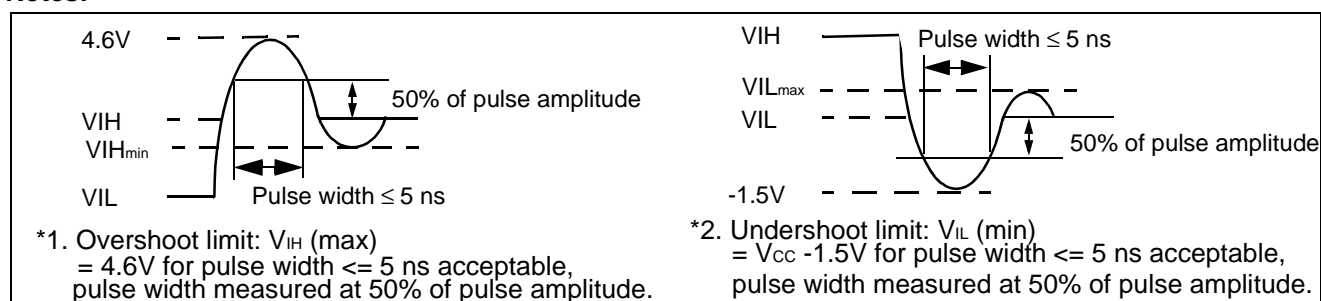 4.6V
VIH
VIHmin
VIL
50% of pulse amplitude
Pulse width ≤ 5 ns
*1. Overshoot limit: VIH (max)
= 4.6V for pulse width <= 5 ns acceptable,
pulse width measured at 50% of pulse amplitude.
VIH
Pulse width ≤ 5 ns
VILmax
VIL
50% of pulse amplitude
-1.5V
*2. Undershoot limit: VIL (min)
= VCC -1.5V for pulse width <= 5 ns acceptable,
pulse width measured at 50% of pulse amplitude.